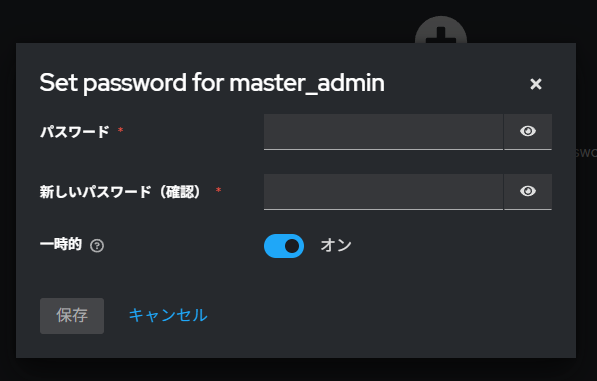 Set password for master_admin
パスワード *
新しいパスワード（確認） *
一時的
オン
保存 キャンセル